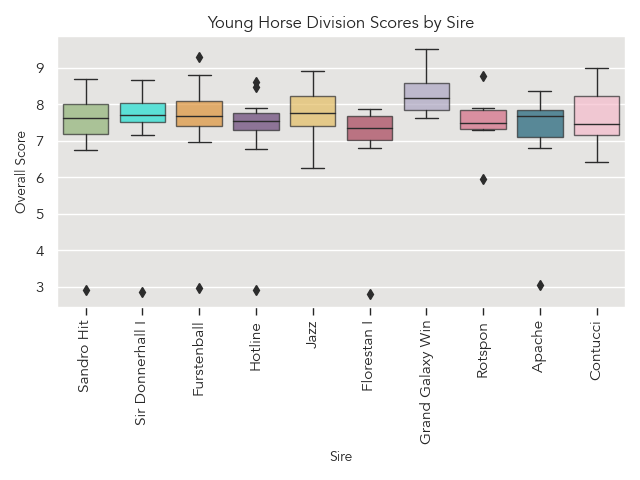 Young Horse Division Scores by Sire
Overall Score
9
8
7
6
5
4
3
Sandro Hit
Sir Donnerhall I
Furstenball
Hotline
Jazz
Florestan I
Grand Galaxy Win
Rotspon
Apache
Contucci
Sire